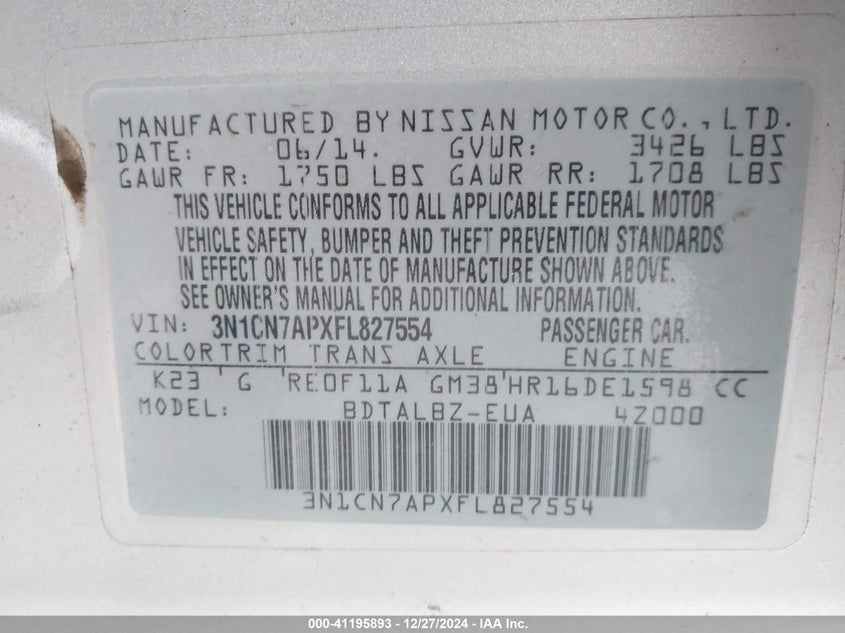 MANUFACTURED BY NISSAN MOTOR CO., LTD.
DATE: 06/14. GVWR: 3426 LBS
GAWR FR: 1750 LBS GAWR RR: 1708 LBS
THIS VEHICLE CONFORMS TO ALL APPLICABLE FEDERAL MOTOR
VEHICLE SAFETY, BUMPER AND THEFT PREVENTION STANDARDS
IN EFFECT ON THE DATE OF MANUFACTURE SHOWN ABOVE.
SEE OWNER'S MANUAL FOR ADDITIONAL INFORMATION.
VIN: 3N1CN7APXFL827554 PASSENGER CAR.
COLORTRIM TRANS AXLE ENGINE
K23 G RE0F11A GM38 HR16DE1598 CC
MODEL: BDTALBZ-EUA 4Z000
3N1CN7APXFL827554
000-41195893 - 12/27/2024 - IAA Inc.